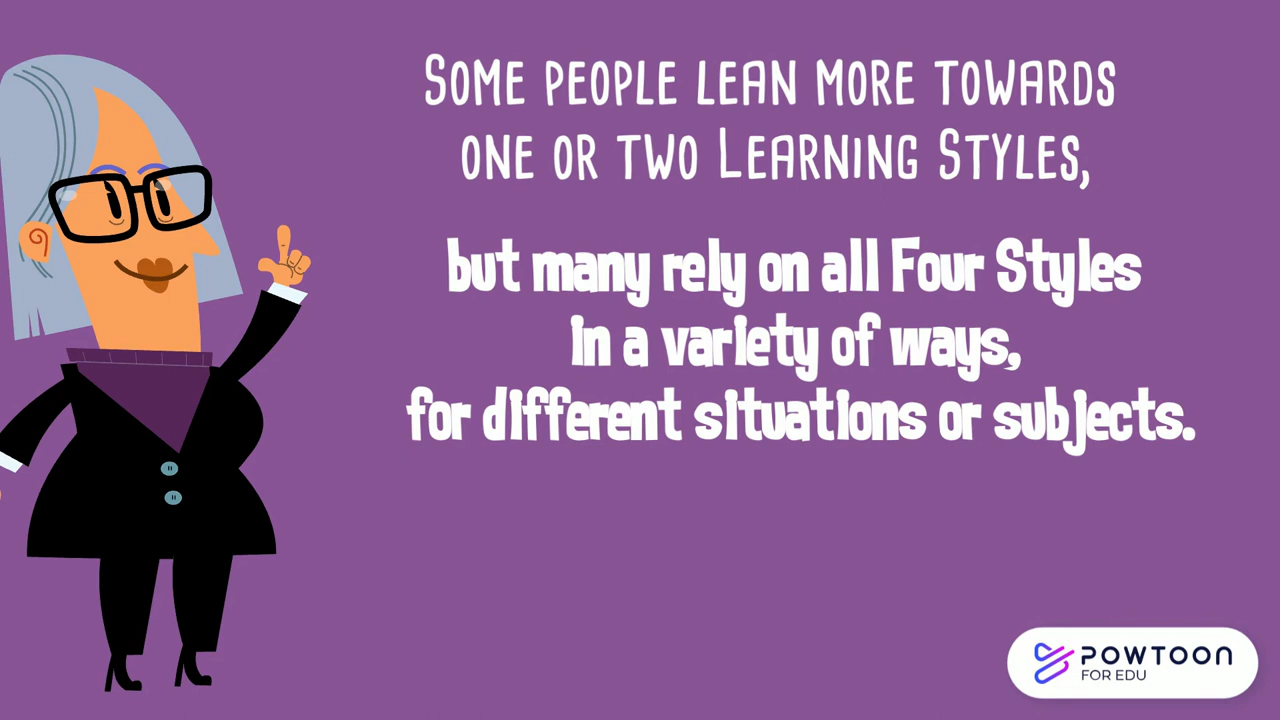 Some people lean more towards
one or two Learning Styles,
but many rely on all Four Styles
in a variety of ways,
for different situations or subjects.
POWTOON
FOR EDU